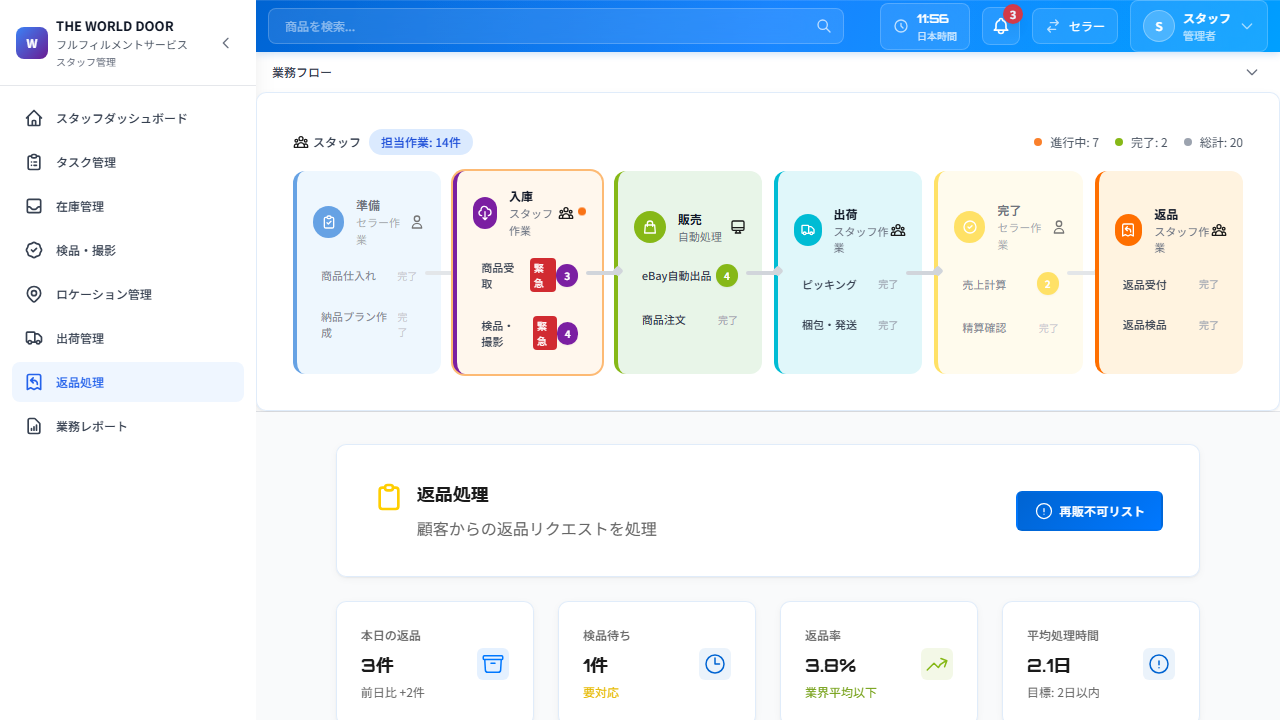 W
THE WORLD DOOR
フルフィルメントサービス
スタッフ管理
スタッフダッシュボード
タスク管理
在庫管理
検品・撮影
ロケーション管理
出荷管理
返品処理
業務レポート
商品を検索...
11:56
日本時間
3
セラー
S
スタッフ
管理者
業務フロー
スタッフ
担当作業: 14件
進行中: 7
完了: 2
総計: 20
準備
セラー作
業
商品仕入れ
完了
納品プラン作
成
完
了
入庫
スタッフ
作業
商品受
取
緊
急
3
検品・
撮影
緊
急
4
販売
自動処理
eBay自動出品
4
商品注文
完了
出荷
スタッフ作
業
ピッキング
完了
梱包・発送
完了
完了
セラー作
業
売上計算
2
精算確認
完了
返品
スタッフ作
業
返品受付
完了
返品検品
完了
返品処理
顧客からの返品リクエストを処理
再販不可リスト
本日の返品
3件
前日比 +2件
検品待ち
1件
要対応
返品率
3.8%
業界平均以下
平均処理時間
2.1日
目標: 2日以内